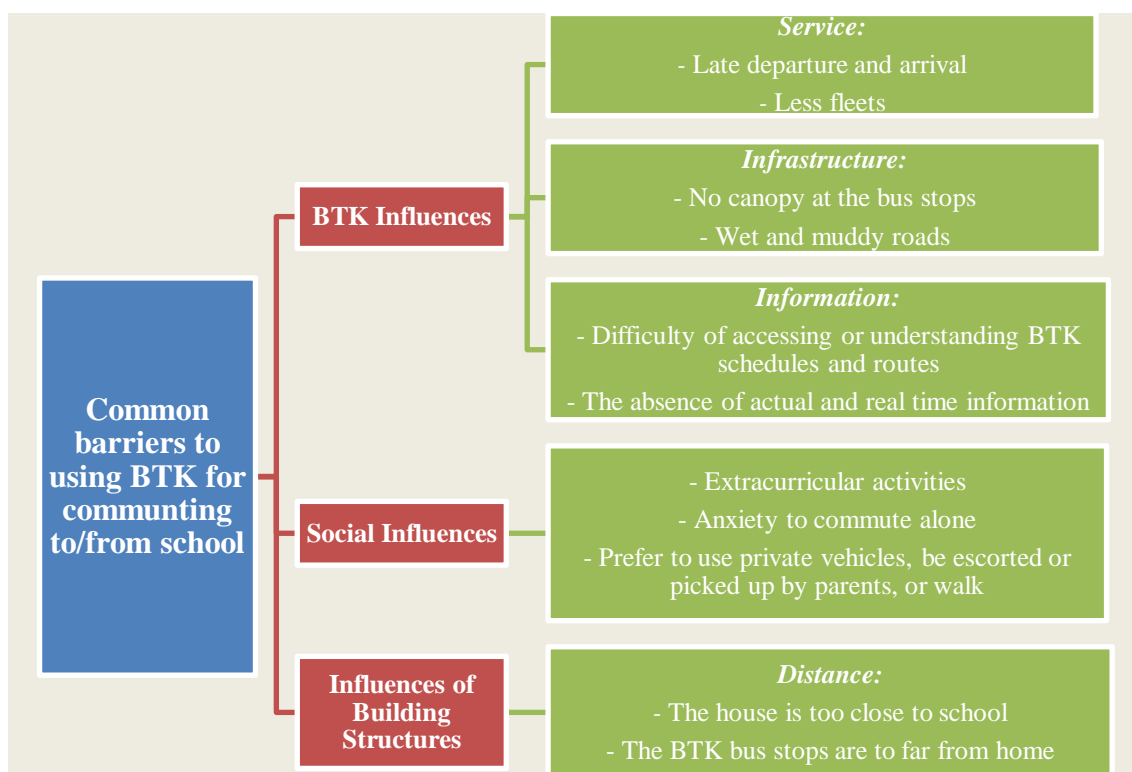 Common
barriers to
using BTK for
communting
to/from school
BTK Influences
Service:
- Late departure and arrival
- Less fleets
Infrastructure:
- No canopy at the bus stops
- Wet and muddy roads
Information:
- Difficulty of accessing or understanding BTK
schedules and routes
- The absence of actual and real time information
Social Influences
- Extracurricular activities
- Anxiety to commute alone
- Prefer to use private vehicles, be escorted or
picked up by parents, or walk
Influences of
Building
Structures
Distance:
- The house is too close to school
- The BTK bus stops are to far from home